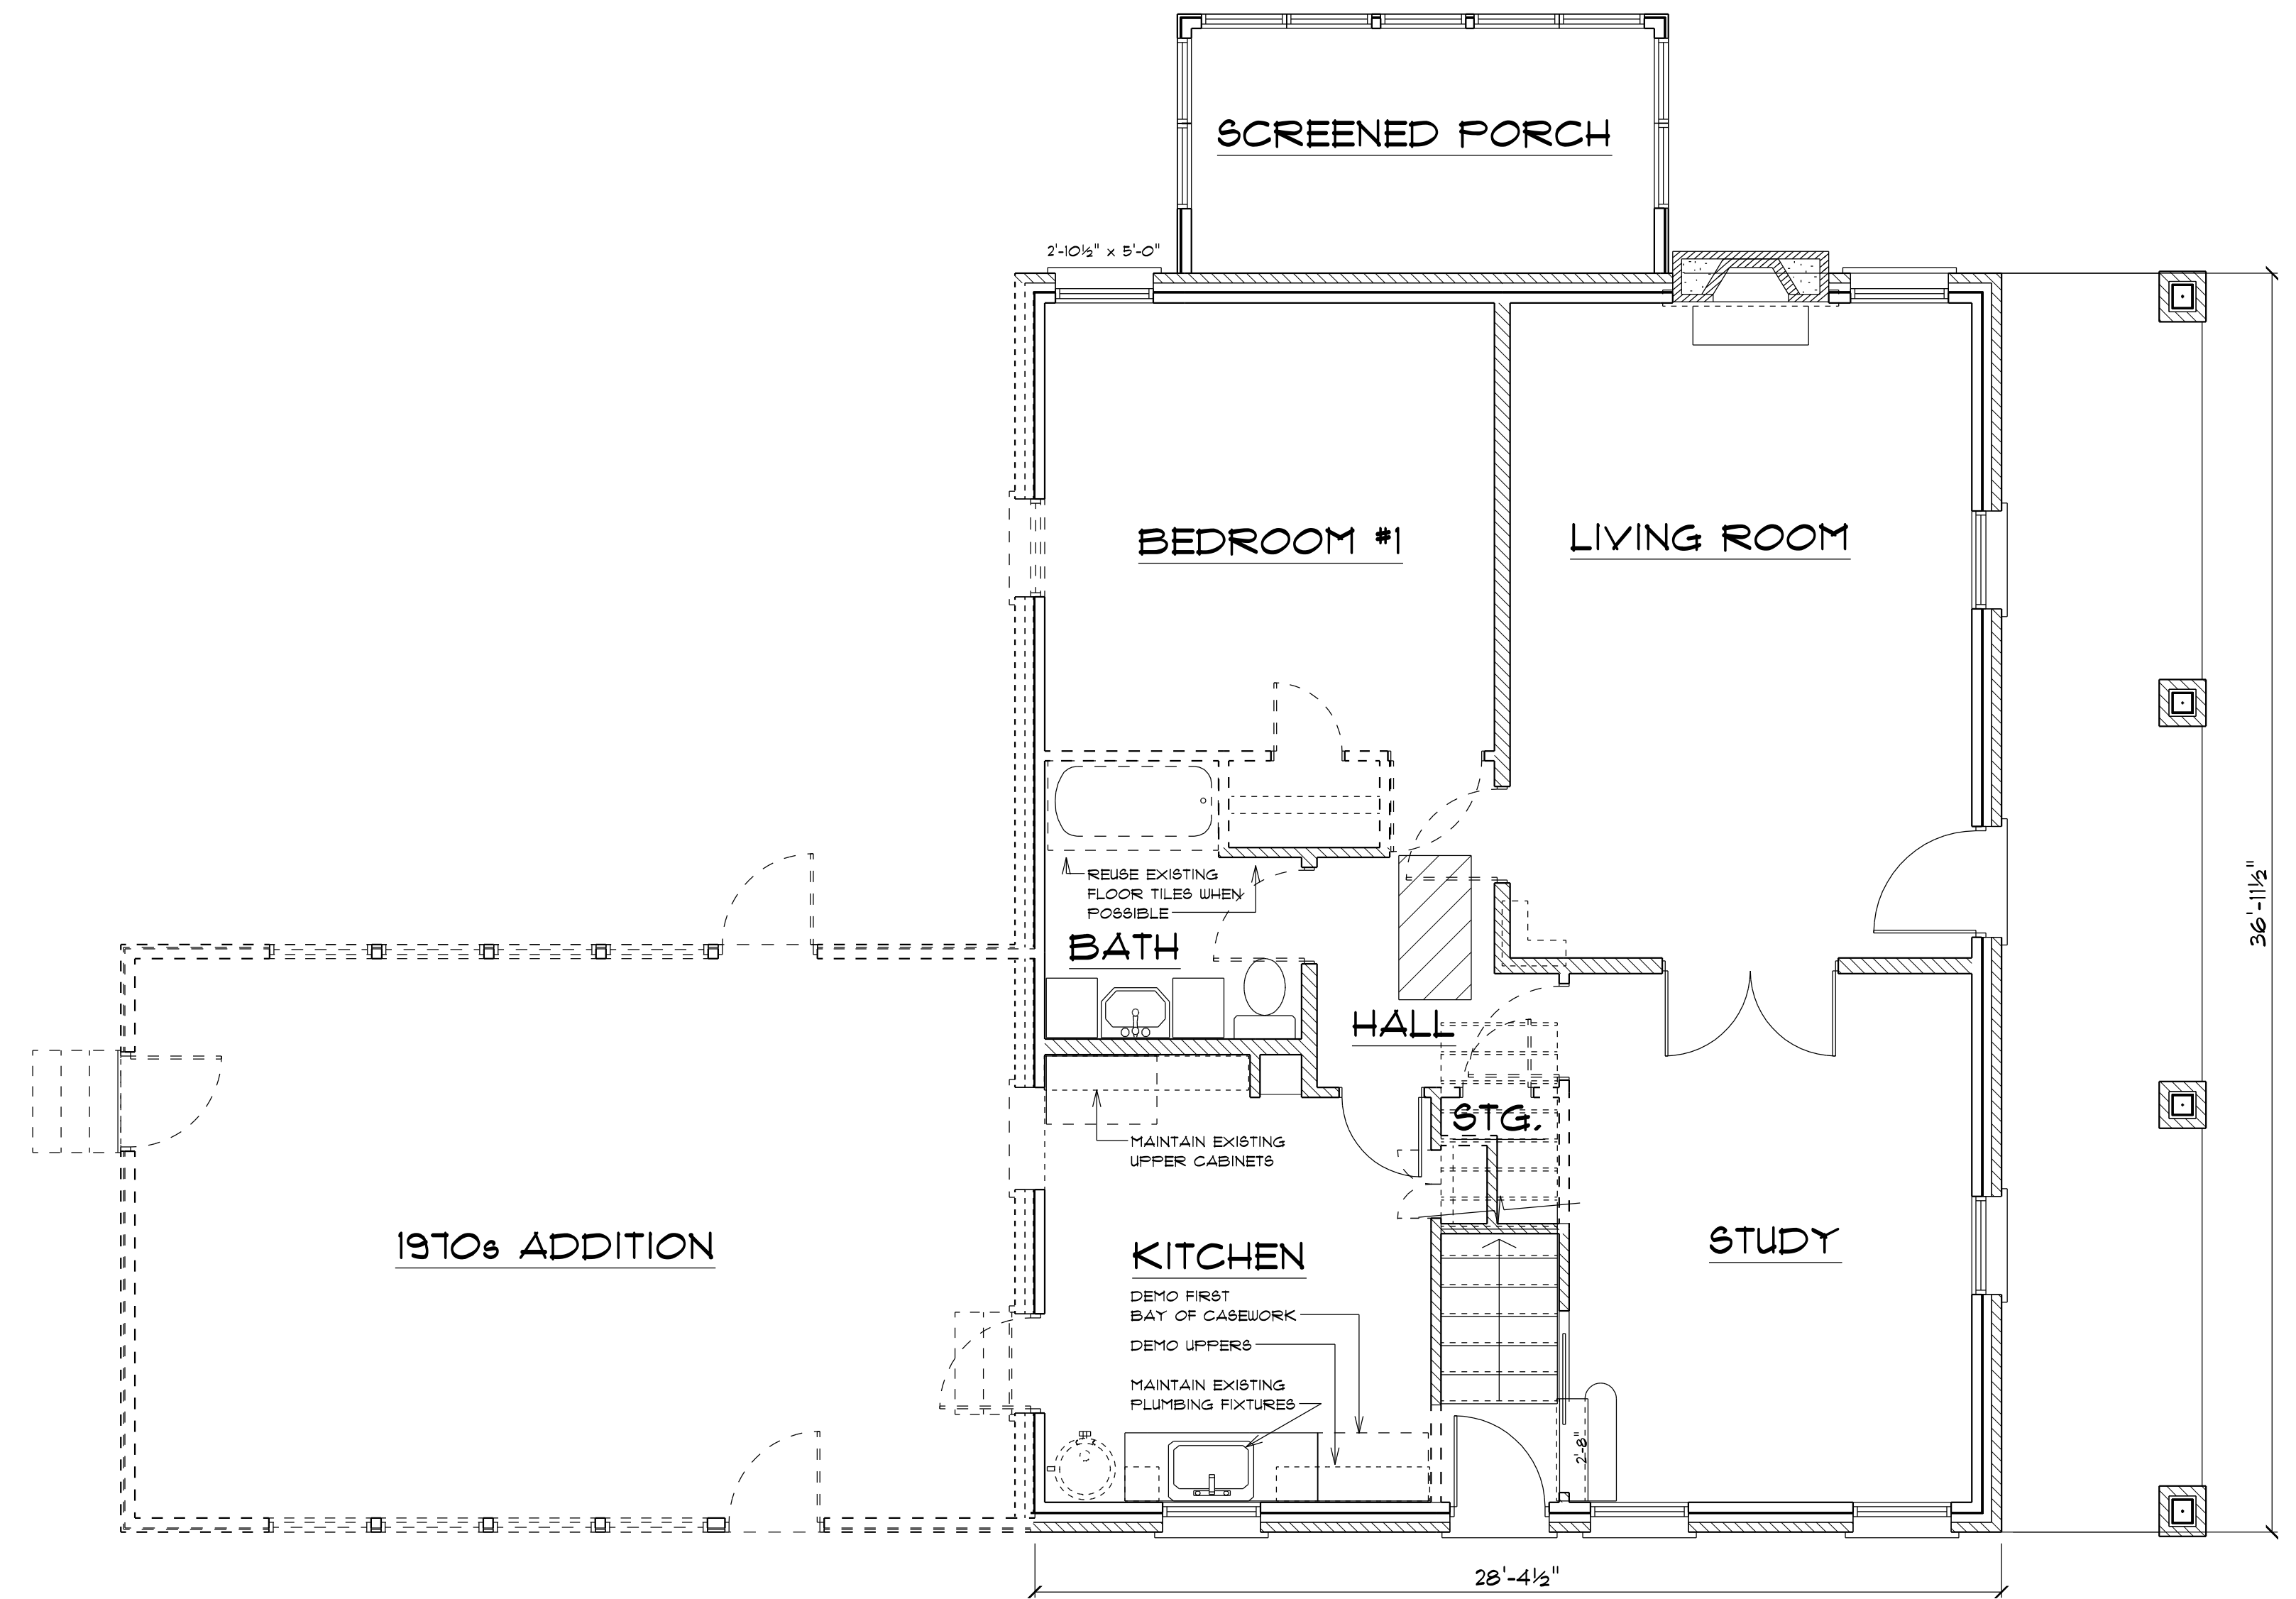 SCREENED PORCH
2'-10½" x 5'-0"
BEDROOM #1
LIVING ROOM
REUSE EXISTING
FLOOR TILES WHEN
POSSIBLE
BATH
36'-11½"
HALL
STG.
MAINTAIN EXISTING
UPPER CABINETS
1970s ADDITION
KITCHEN
STUDY
DEMO FIRST
BAY OF CASEWORK
DEMO UPPERS
MAINTAIN EXISTING
PLUMBING FIXTURES
2'-8"
28'-4½"